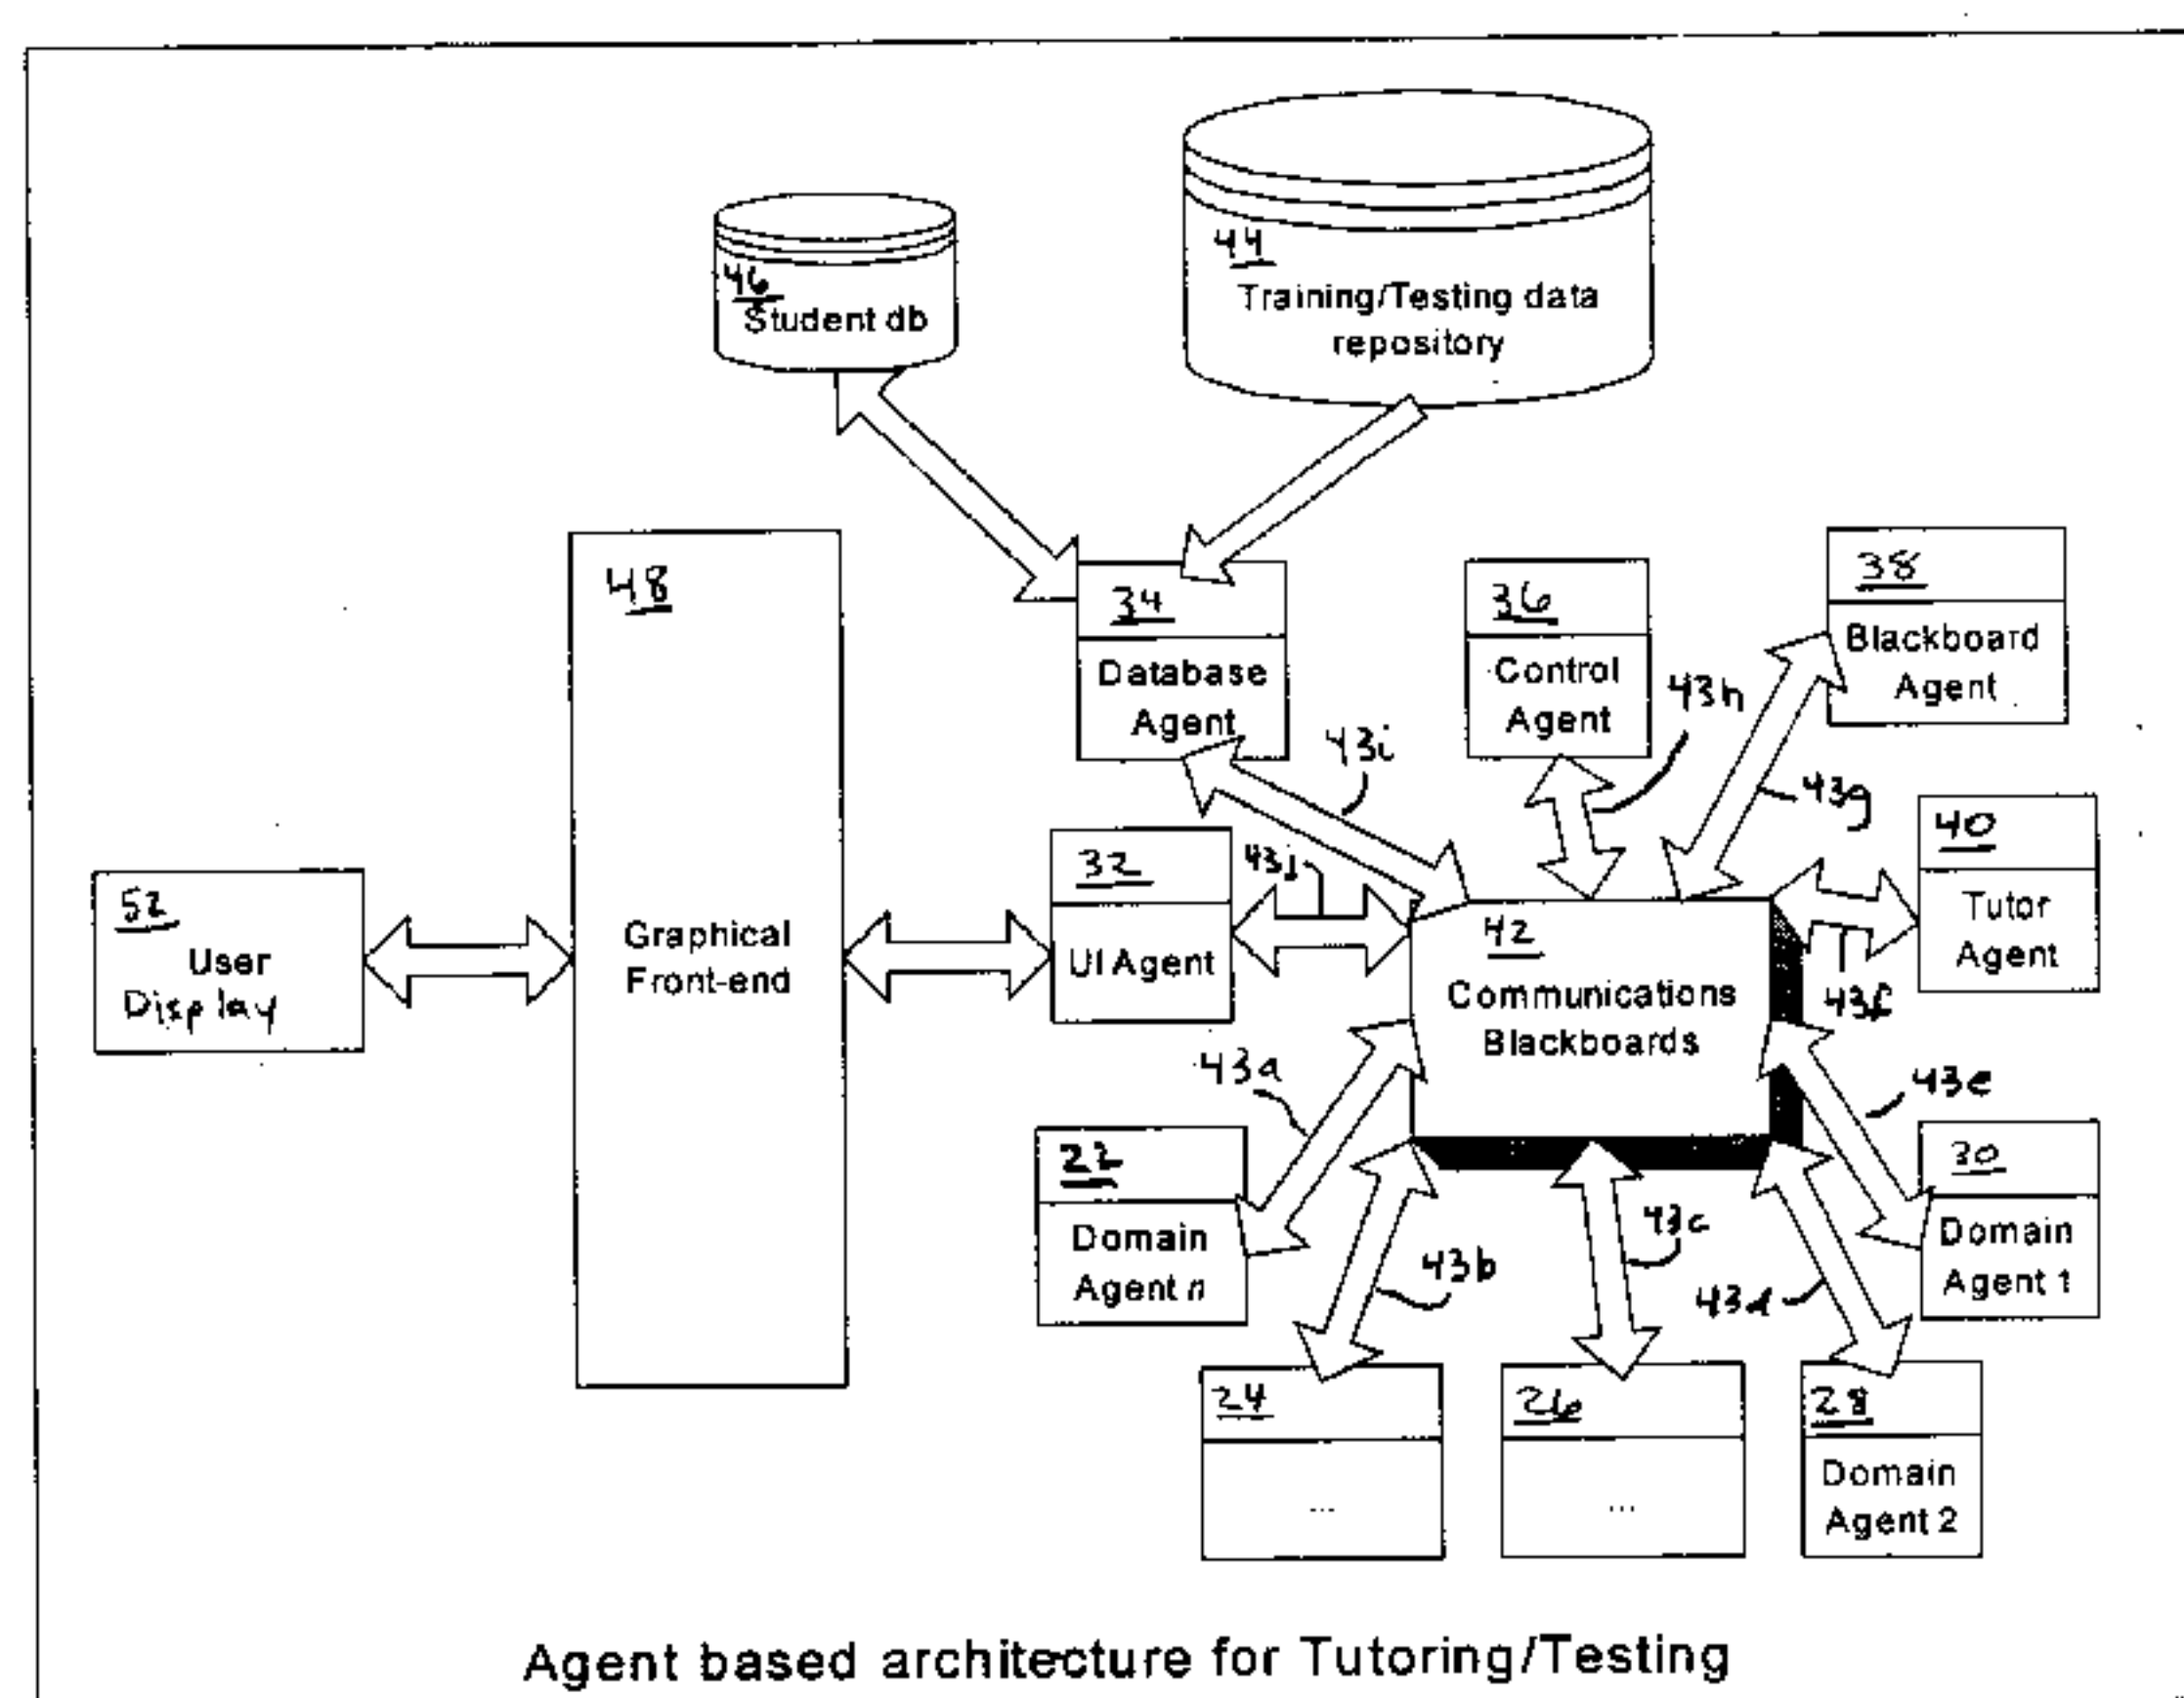 44
Training/Testing data
repository
46
Student db
48
Graphical
Front-end
34
Database
Agent
36
Control
Agent
38
Blackboard
Agent
43h
43i
43g
40
Tutor
Agent
43f
32
UI Agent
43j
52
User
Display
42
Communications
Blackboards
43a
43e
22
Domain
Agent n
30
Domain
Agent 1
43b
43c
43d
24
...
26
...
28
Domain
Agent 2
Agent based architecture for Tutoring/Testing